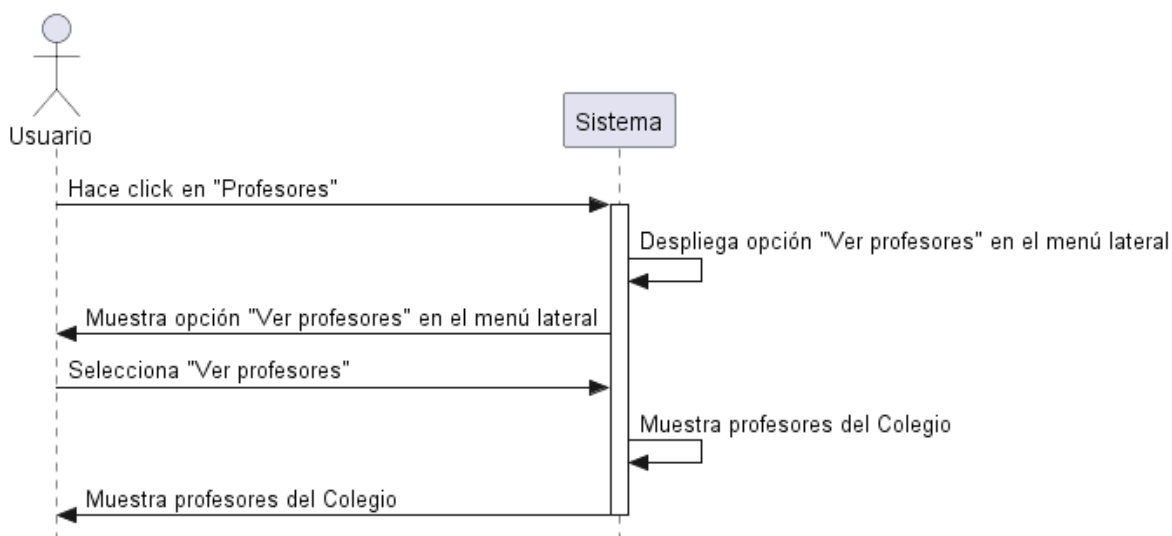 Usuario
Sistema
Hace click en "Profesores"
Despliega opción "Ver profesores" en el menú lateral
Muestra opción "Ver profesores" en el menú lateral
Selecciona "Ver profesores"
Muestra profesores del Colegio
Muestra profesores del Colegio